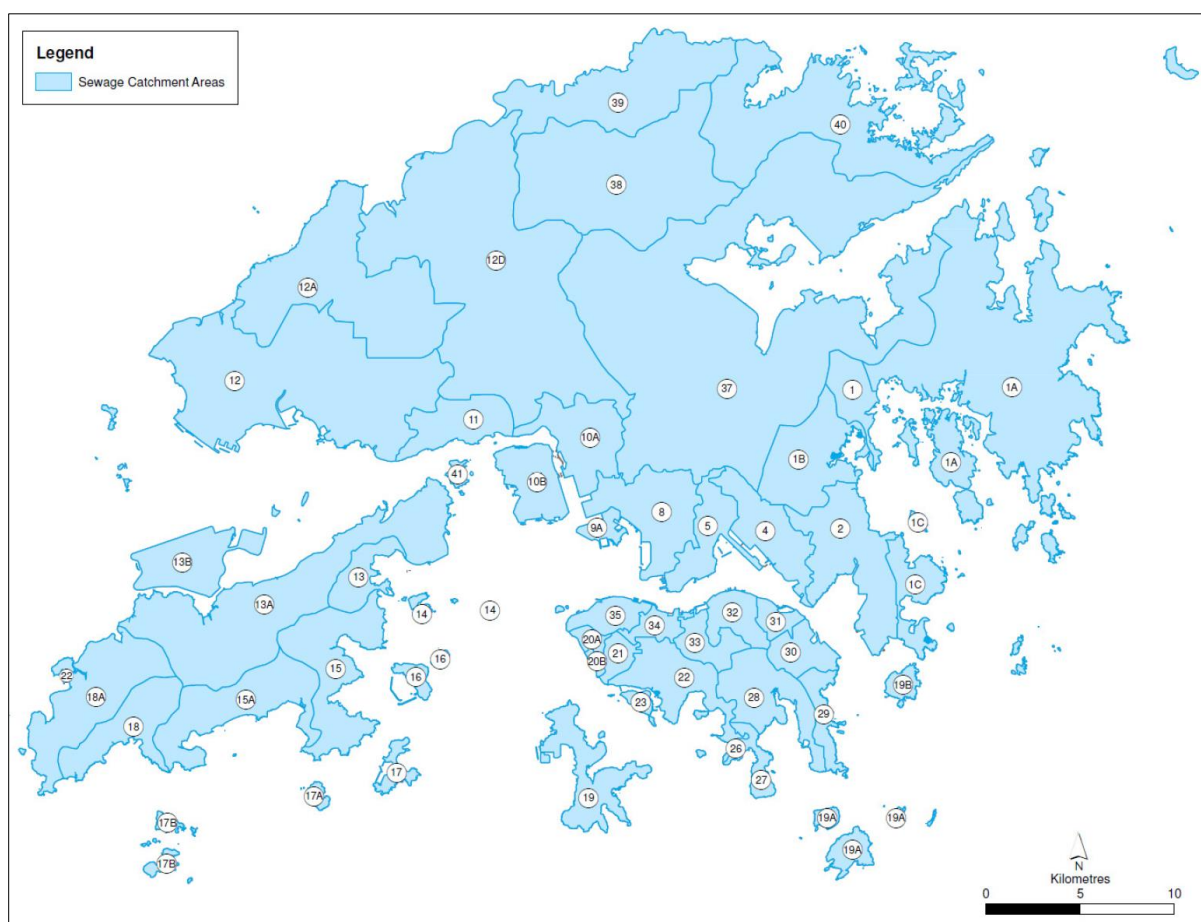 Legend
Sewage Catchment Areas
39
40
38
12D
12A
12
37
1
1A
11
10A
1B
1A
41
10B
8
5
4
2
1C
9A
13B
13
1C
13A
14
14
35
34
32
31
20A
33
30
21
20B
16
16
15
22
22
19B
18A
15A
23
28
29
18
26
17
27
17A
19
17B
19A
19A
19A
17B
N
Kilometres
0
5
10